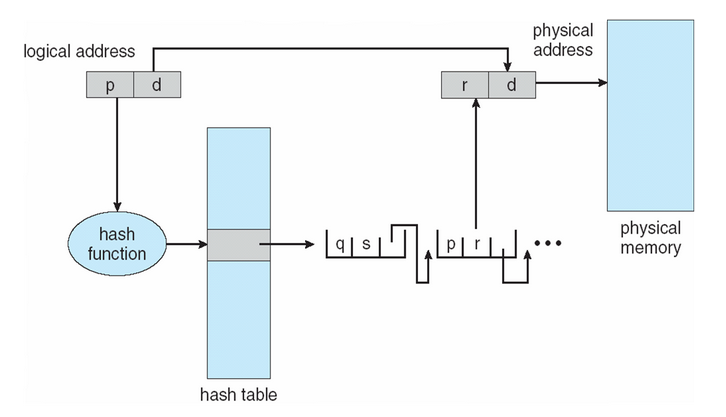 logical address
physical
address
p d
r d
hash
function
q s
p r
physical
memory
hash table